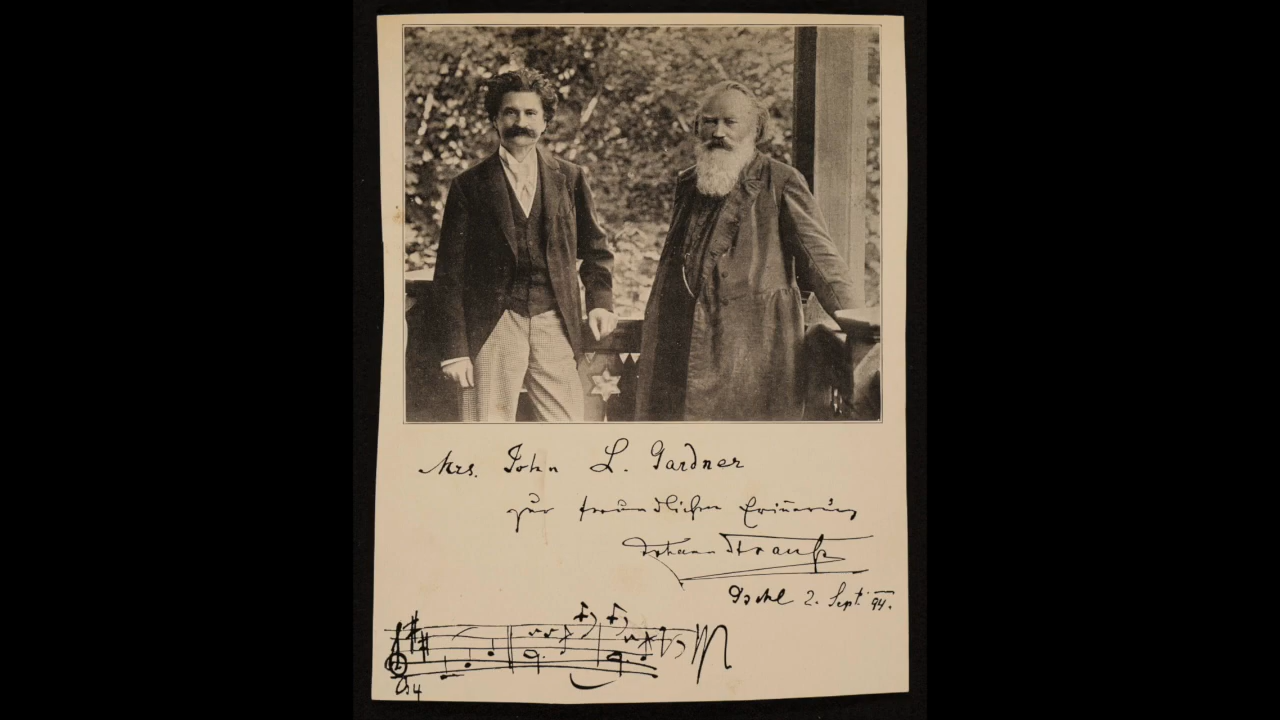 Mrs. John L. Gardner
zur freundlichen Erinnerung
Johann Strauß
Ischl 2. Sept. 94.